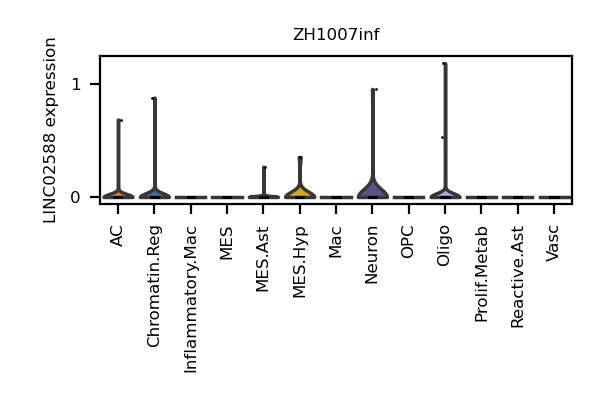 ZH1007inf
LINC02588 expression
1
0
AC
Chromatin.Reg
Inflammatory.Mac
MES
MES.Ast
MES.Hyp
Mac
Neuron
OPC
Oligo
Prolif.Metab
Reactive.Ast
Vasc